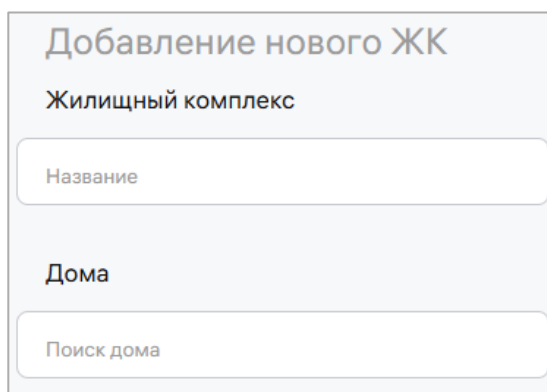 Добавление нового ЖК
Жилищный комплекс
Название
Дома
Поиск дома